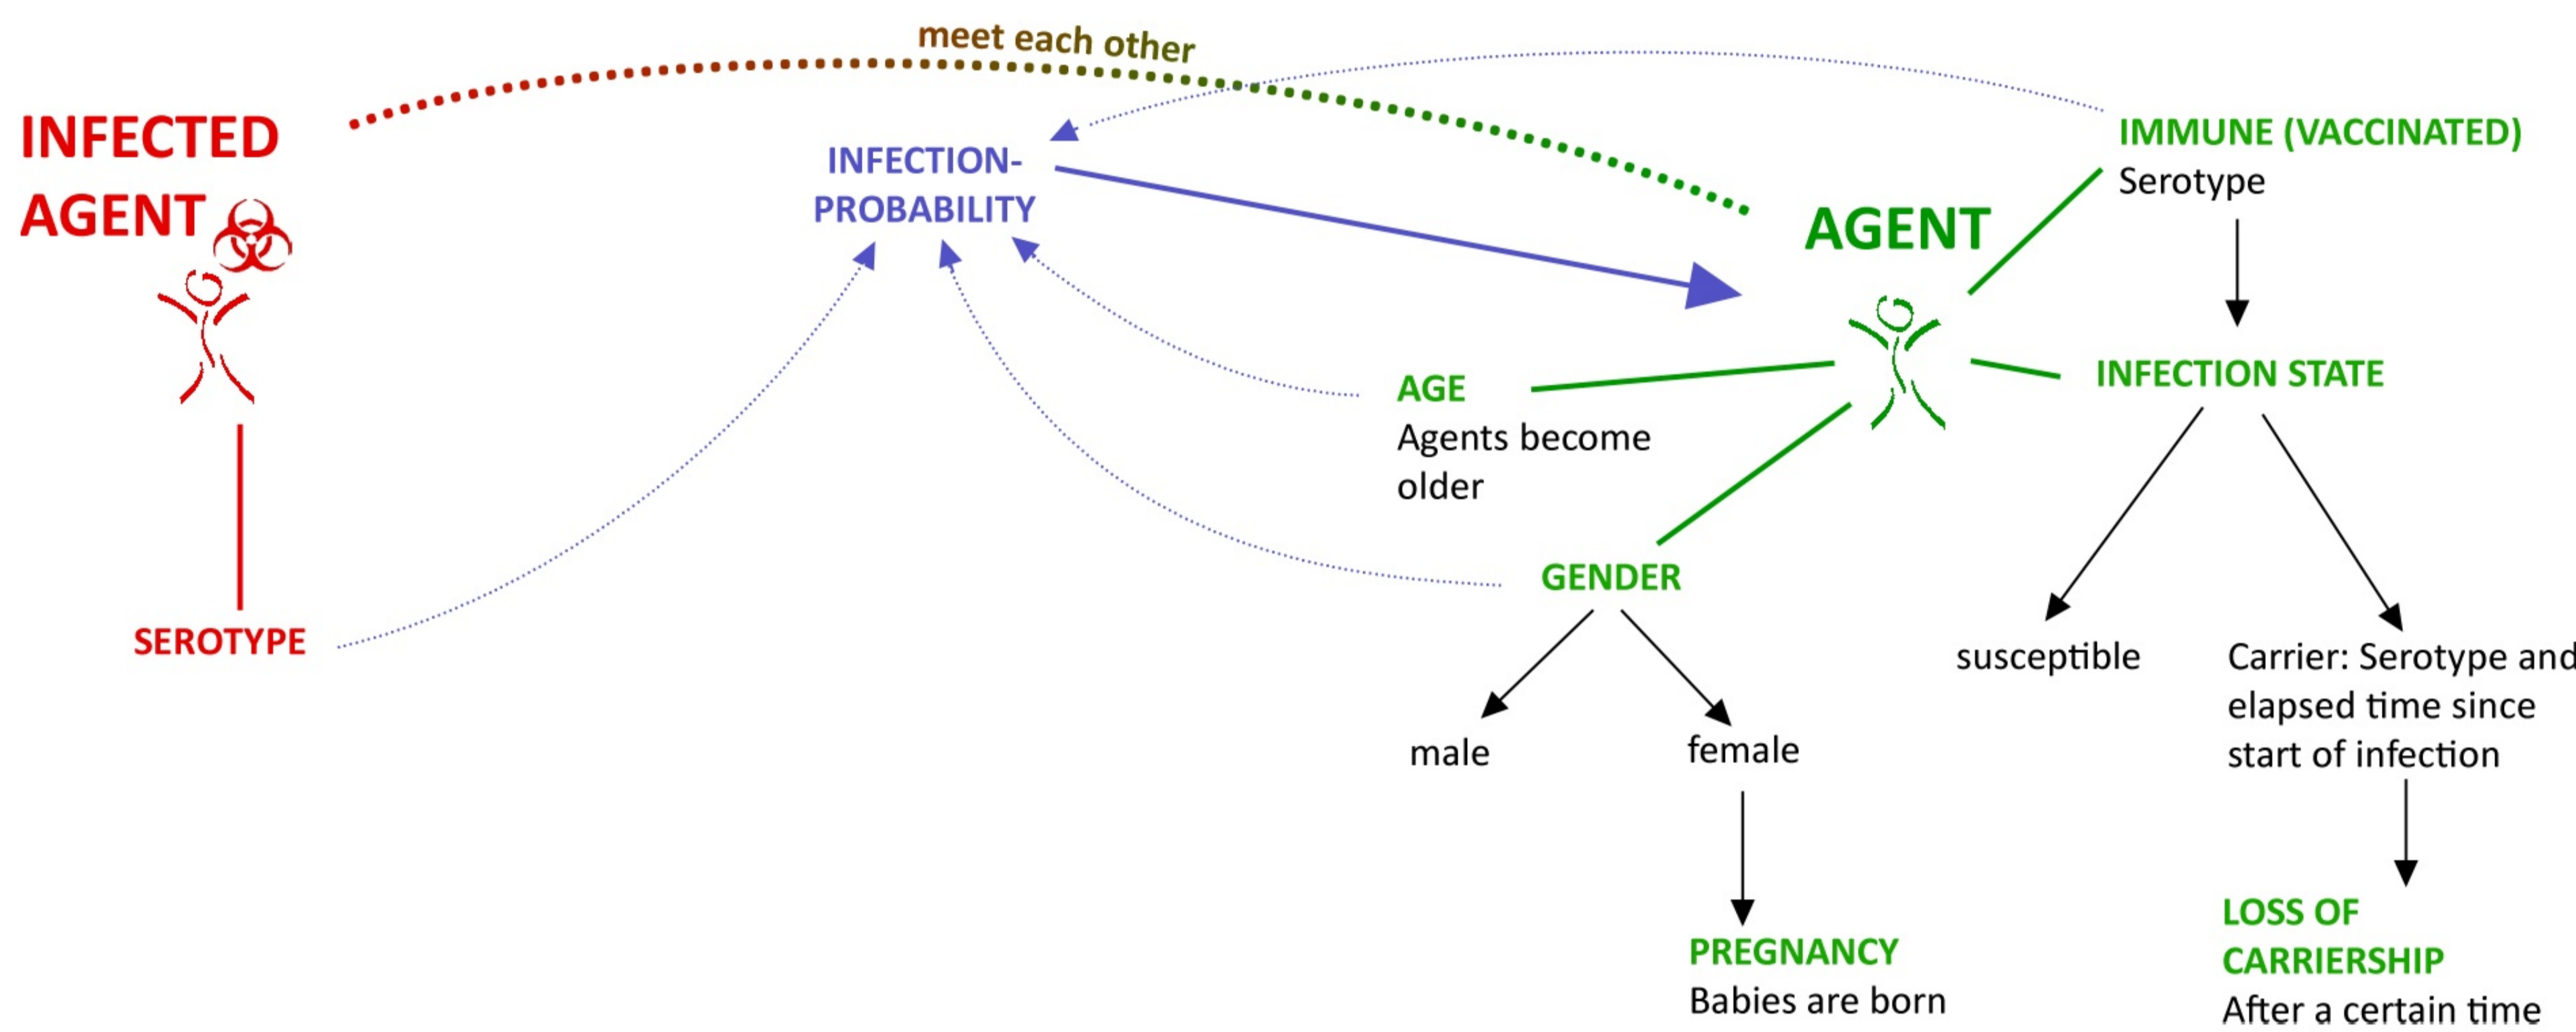 meet each other
INFECTED
AGENT
INFECTION-
PROBABILITY
AGENT
IMMUNE (VACCINATED)
Serotype
AGE
Agents become
older
INFECTION STATE
GENDER
SEROTYPE
susceptible
Carrier: Serotype and
elapsed time since
start of infection
male
female
PREGNANCY
Babies are born
LOSS OF
CARRIERSHIP
After a certain time